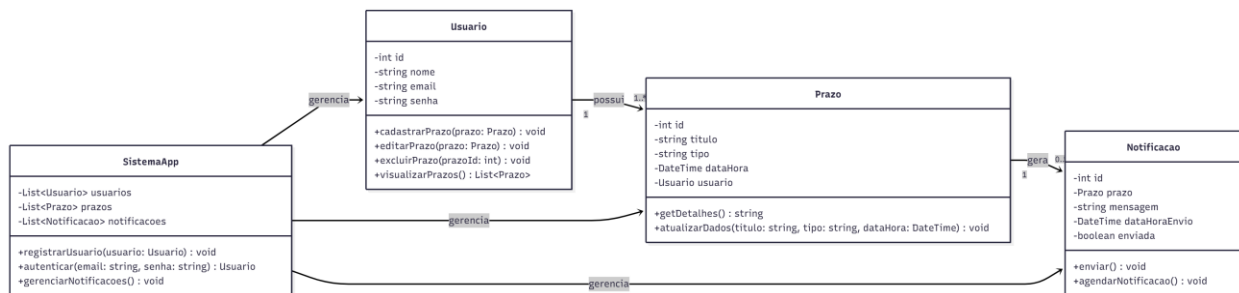 Usuario
-int id
-string nome
-string email
-string senha
+cadastrarPrazo(prazo: Prazo) : void
+editarPrazo(prazo: Prazo) : void
+excluirPrazo(prazoId: int) : void
+visualizarPrazos() : List<Prazo>
gerencia
possui
1
1..*
Prazo
-int id
-string titulo
-string tipo
-DateTime dataHora
-Usuario usuario
+getDetalhes() : string
+atualizarDados(titulo: string, tipo: string, dataHora: DateTime) : void
gera
1
0..
Notificacao
-int id
-Prazo prazo
-string mensagem
-DateTime dataHoraEnvio
-boolean enviada
+enviar() : void
+agendarNotificacao() : void
SistemaApp
-List<Usuario> usuarios
-List<Prazo> prazos
-List<Notificacao> notificacoes
+registrarUsuario(usuario: Usuario) : void
+autenticar(email: string, senha: string) : Usuario
+gerenciarNotificacoes() : void
gerencia
gerencia